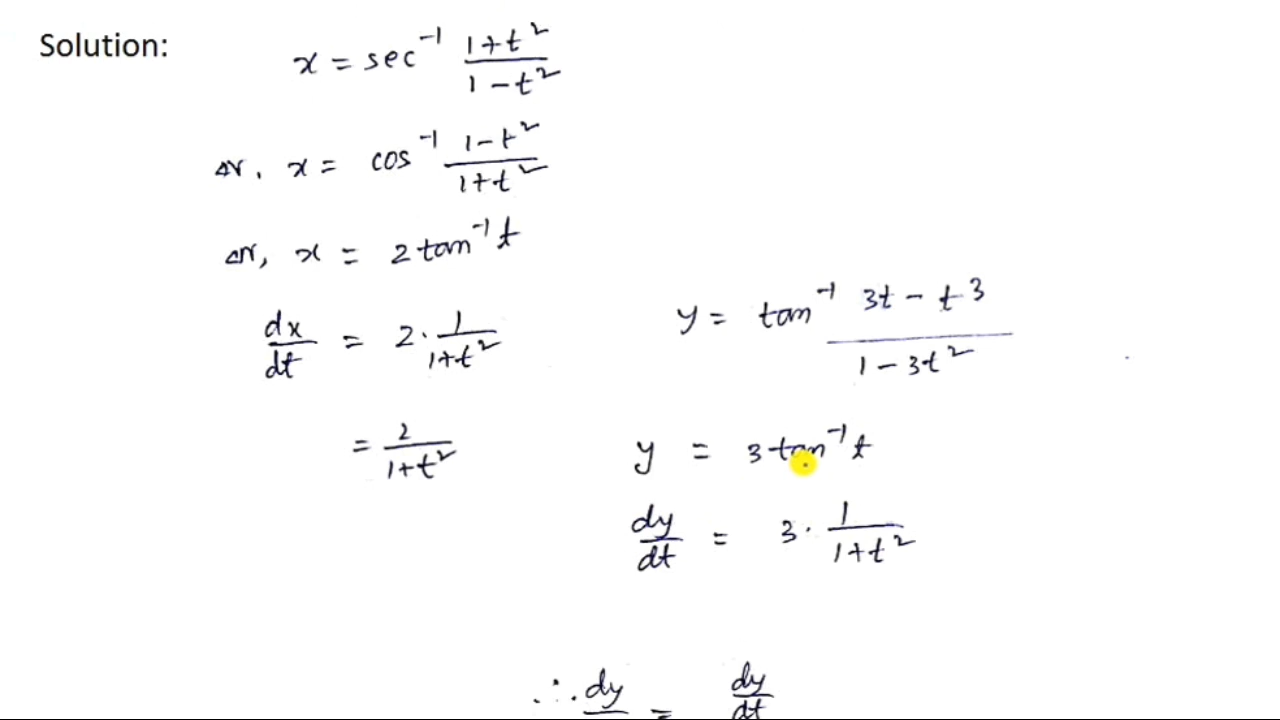 Solution: x = sec⁻¹ (1+t²)/(1-t²)
or, x = cos⁻¹ (1-t²)/(1+t²)
or, x = 2 tan⁻¹ t
dx/dt = 2 · 1/(1+t²)
= 2/(1+t²)
y = tan⁻¹ (3t - t³)/(1 - 3t²)
y = 3 tan⁻¹ t
dy/dt = 3 · 1/(1+t²)
∴ dy/ = dy/dt